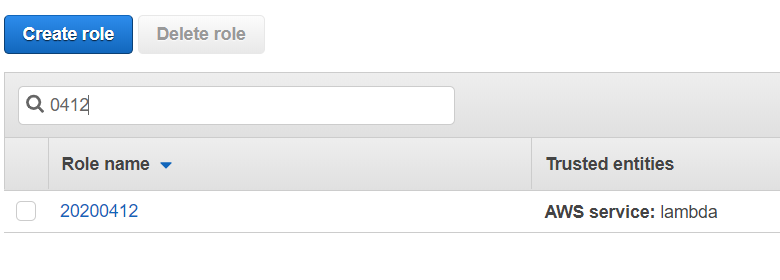 Create role Delete role
0412
Role name Trusted entities
20200412 AWS service: lambda